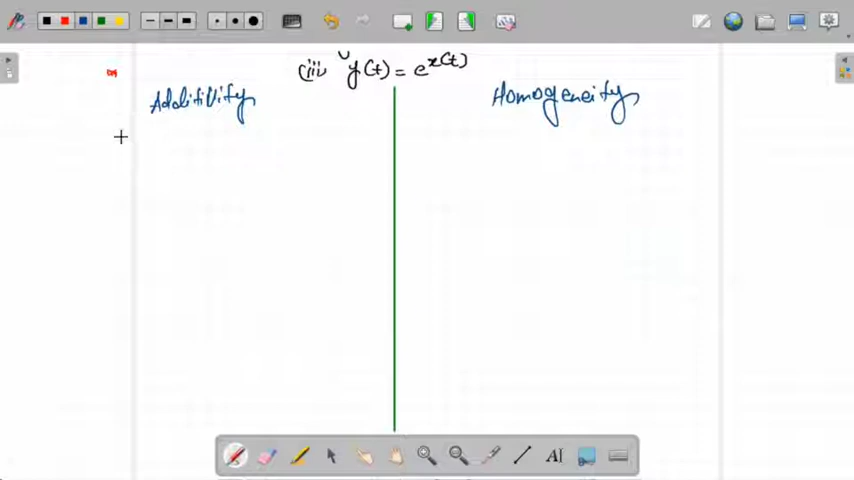 (iii y(t) = e^x(t)
Additivity
Homogeneity